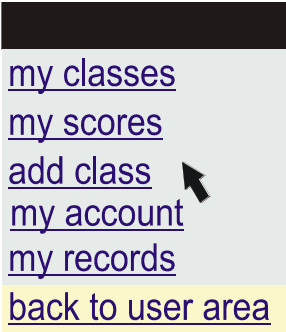 my classes
my scores
add class
my account
my records
back to user area